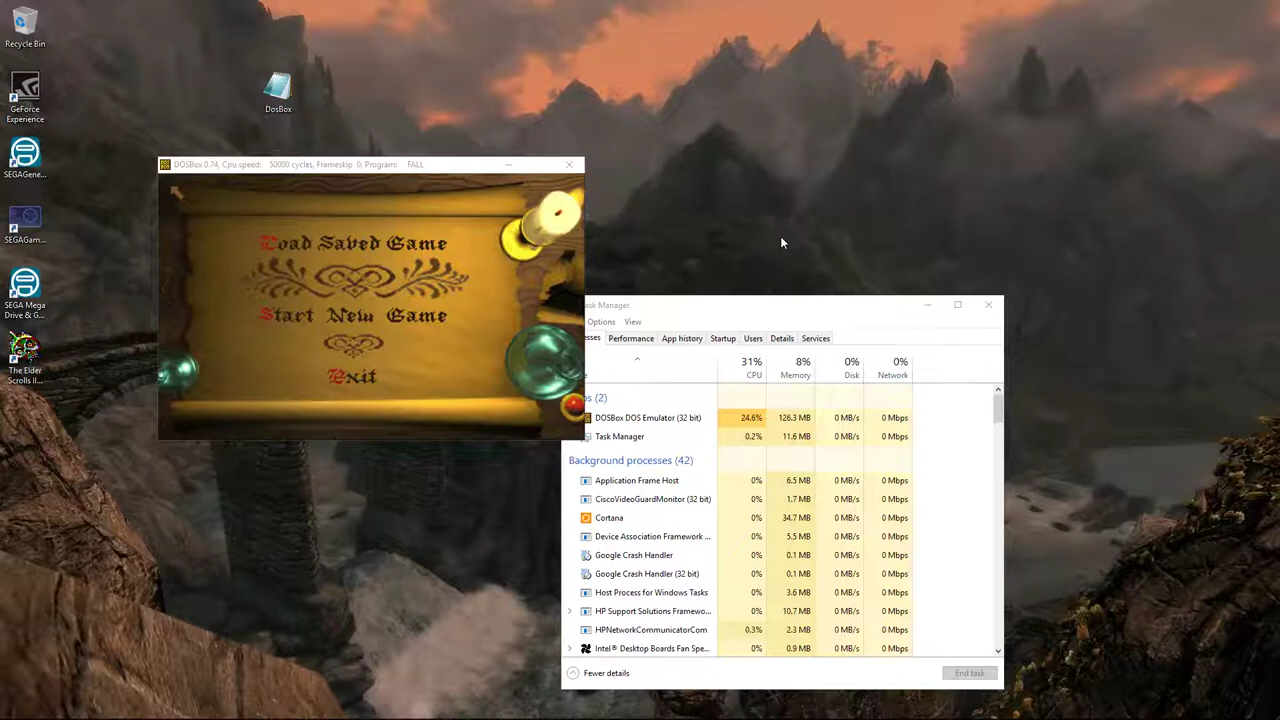 Recycle Bin
GeForce
Experience
SEGAGene...
SEGAGam...
SEGA Mega
Drive & G...
The Elder
Scrolls II...
DosBox
DOSBox 0.74, Cpu speed: 50000 cycles, Frameskip 0, Program: FALL
Load Saved Game
Start New Game
Exit
Task Manager
Options View
esses Performance App history Startup Users Details Services
31% 8% 0% 0%
CPU Memory Disk Network
ps (2)
DOSBox DOS Emulator (32 bit) 24.6% 126.3 MB 0 MB/s 0 Mbps
Task Manager 0.2% 11.6 MB 0 MB/s 0 Mbps
Background processes (42)
Application Frame Host 0% 6.5 MB 0 MB/s 0 Mbps
CiscoVideoGuardMonitor (32 bit) 0% 1.7 MB 0 MB/s 0 Mbps
Cortana 0% 34.7 MB 0 MB/s 0 Mbps
Device Association Framework ... 0% 5.5 MB 0 MB/s 0 Mbps
Google Crash Handler 0% 0.1 MB 0 MB/s 0 Mbps
Google Crash Handler (32 bit) 0% 0.1 MB 0 MB/s 0 Mbps
Host Process for Windows Tasks 0% 3.6 MB 0 MB/s 0 Mbps
HP Support Solutions Framewo... 0% 10.7 MB 0 MB/s 0 Mbps
HPNetworkCommunicatorCom 0.3% 2.3 MB 0 MB/s 0 Mbps
Intel® Desktop Boards Fan Spe... 0% 0.9 MB 0 MB/s 0 Mbps
Fewer details
End task